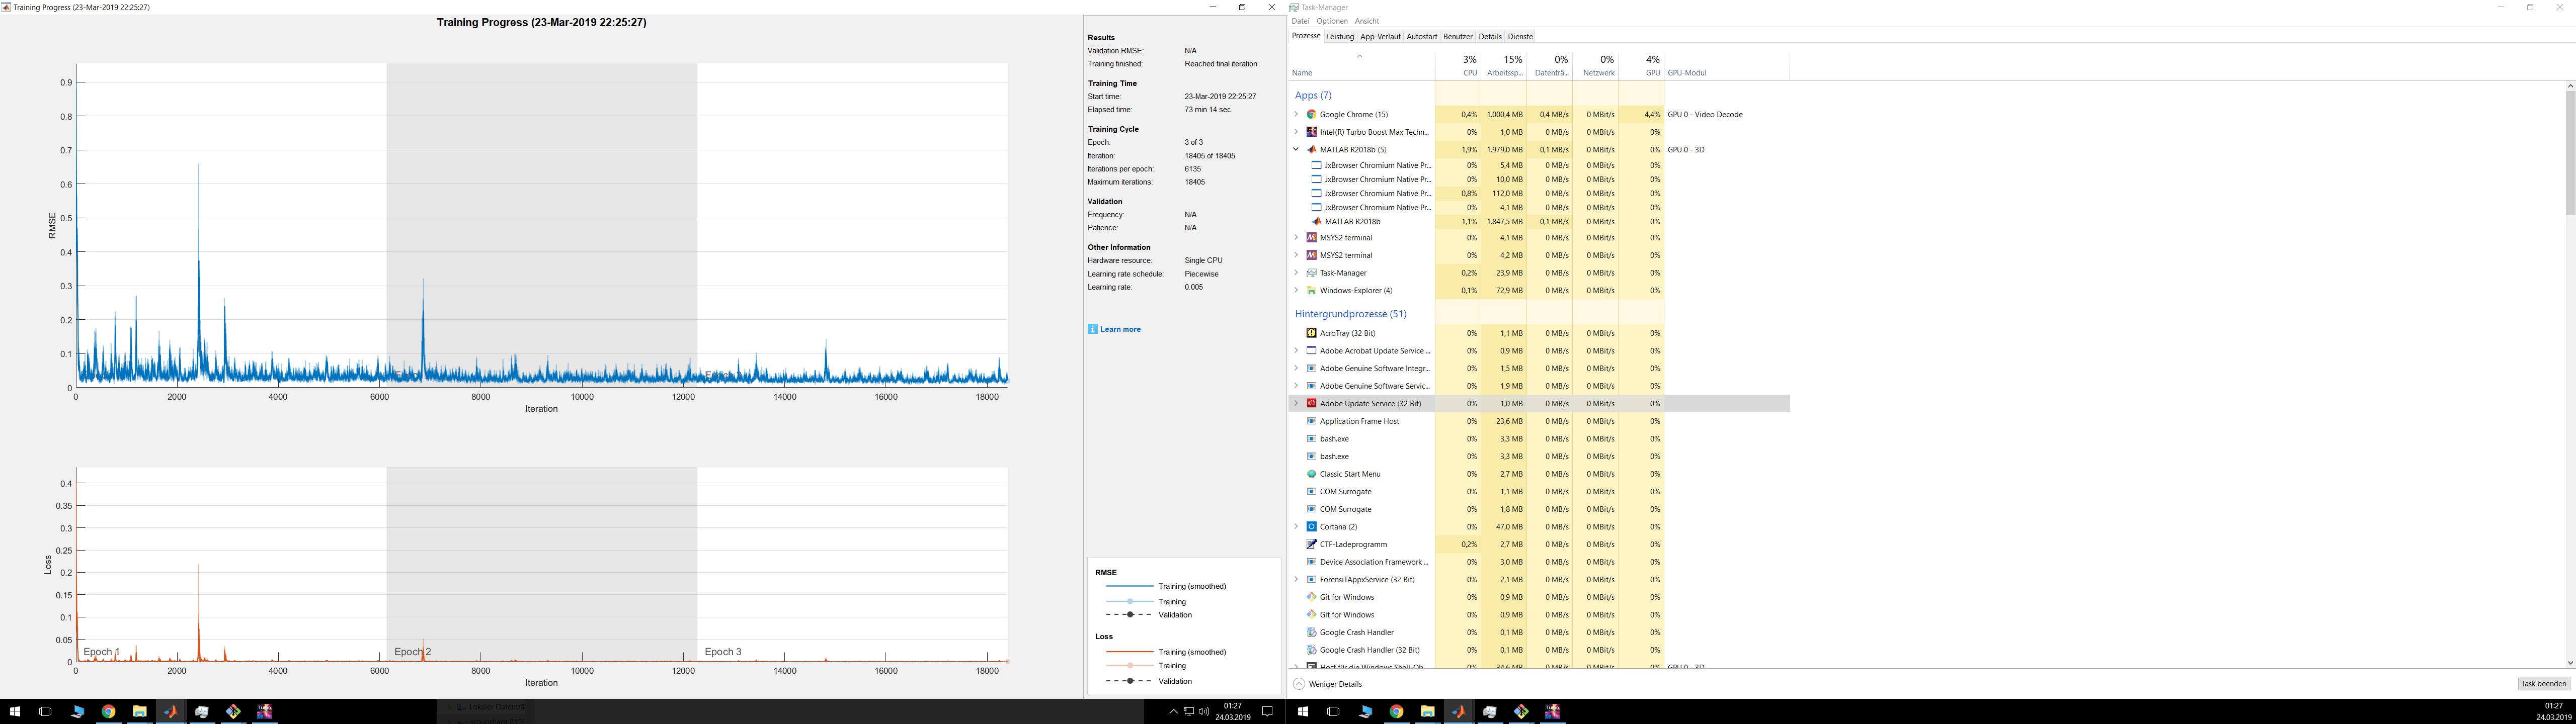 Training Progress (23-Mar-2019 22:25:27)
Training Progress (23-Mar-2019 22:25:27)
RMSE
0.9
0.8
0.7
0.6
0.5
0.4
0.3
0.2
0.1
0
0 2000 4000 6000 8000 10000 12000 14000 16000 18000
Iteration
Loss
0.4
0.35
0.3
0.25
0.2
0.15
0.1
0.05
0
Epoch 1 Epoch 2 Epoch 3
0 2000 4000 6000 8000 10000 12000 14000 16000 18000
Iteration
Results
Validation RMSE: N/A
Training finished: Reached final iteration
Training Time
Start time: 23-Mar-2019 22:25:27
Elapsed time: 73 min 14 sec
Training Cycle
Epoch: 3 of 3
Iteration: 18405 of 18405
Iterations per epoch: 6135
Maximum iterations: 18405
Validation
Frequency: N/A
Patience: N/A
Other Information
Hardware resource: Single CPU
Learning rate schedule: Piecewise
Learning rate: 0.005
Learn more
RMSE
Training (smoothed)
Training
Validation
Loss
Training (smoothed)
Training
Validation
Task-Manager
Datei Optionen Ansicht
Prozesse Leistung App-Verlauf Autostart Benutzer Details Dienste
3% 15% 0% 0% 4%
Name CPU Arbeitssp... Datenträ... Netzwerk GPU GPU-Modul
Apps (7)
Google Chrome (15) 0,4% 1.000,4 MB 0,4 MB/s 0 MBit/s 4,4% GPU 0 - Video Decode
Intel(R) Turbo Boost Max Techn... 0% 1,0 MB 0 MB/s 0 MBit/s 0%
MATLAB R2018b (5) 1,9% 1.979,0 MB 0,1 MB/s 0 MBit/s 0% GPU 0 - 3D
JxBrowser Chromium Native Pr... 0% 5,4 MB 0 MB/s 0 MBit/s 0%
JxBrowser Chromium Native Pr... 0% 10,0 MB 0 MB/s 0 MBit/s 0%
JxBrowser Chromium Native Pr... 0,8% 112,0 MB 0 MB/s 0 MBit/s 0%
JxBrowser Chromium Native Pr... 0% 4,1 MB 0 MB/s 0 MBit/s 0%
MATLAB R2018b 1,1% 1.847,5 MB 0,1 MB/s 0 MBit/s 0%
MSYS2 terminal 0% 4,1 MB 0 MB/s 0 MBit/s 0%
MSYS2 terminal 0% 4,2 MB 0 MB/s 0 MBit/s 0%
Task-Manager 0,2% 23,9 MB 0 MB/s 0 MBit/s 0%
Windows-Explorer (4) 0,1% 72,9 MB 0 MB/s 0 MBit/s 0%
Hintergrundprozesse (51)
AcroTray (32 Bit) 0% 1,1 MB 0 MB/s 0 MBit/s 0%
Adobe Acrobat Update Service ... 0% 0,9 MB 0 MB/s 0 MBit/s 0%
Adobe Genuine Software Integr... 0% 1,5 MB 0 MB/s 0 MBit/s 0%
Adobe Genuine Software Servic... 0% 1,9 MB 0 MB/s 0 MBit/s 0%
Adobe Update Service (32 Bit) 0% 1,0 MB 0 MB/s 0 MBit/s 0%
Application Frame Host 0% 23,6 MB 0 MB/s 0 MBit/s 0%
bash.exe 0% 3,3 MB 0 MB/s 0 MBit/s 0%
bash.exe 0% 3,3 MB 0 MB/s 0 MBit/s 0%
Classic Start Menu 0% 2,7 MB 0 MB/s 0 MBit/s 0%
COM Surrogate 0% 1,1 MB 0 MB/s 0 MBit/s 0%
COM Surrogate 0% 1,8 MB 0 MB/s 0 MBit/s 0%
Cortana (2) 0% 47,0 MB 0 MB/s 0 MBit/s 0%
CTF-Ladeprogramm 0,2% 2,7 MB 0 MB/s 0 MBit/s 0%
Device Association Framework ... 0% 3,0 MB 0 MB/s 0 MBit/s 0%
ForensiTAppxService (32 Bit) 0% 2,1 MB 0 MB/s 0 MBit/s 0%
Git for Windows 0% 0,9 MB 0 MB/s 0 MBit/s 0%
Git for Windows 0% 0,9 MB 0 MB/s 0 MBit/s 0%
Google Crash Handler 0% 0,1 MB 0 MB/s 0 MBit/s 0%
Google Crash Handler (32 Bit) 0% 0,1 MB 0 MB/s 0 MBit/s 0%
Host für die Windows Shell-Ob... 0% 34,6 MB 0 MB/s 0 MBit/s 0% GPU 0 - 3D
Weniger Details
Task beenden
Lokaler Datenträ
01:27
24.03.2019
01:27
24.03.2019